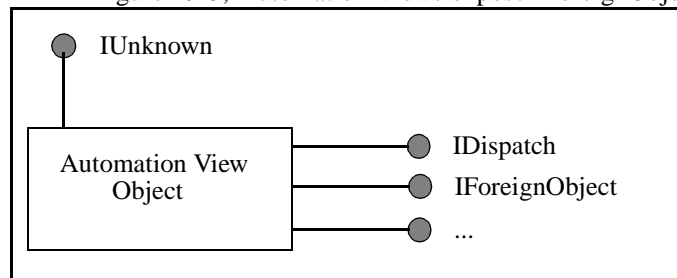 IUnknown
Automation View
Object
IDispatch
IForeignObject
...